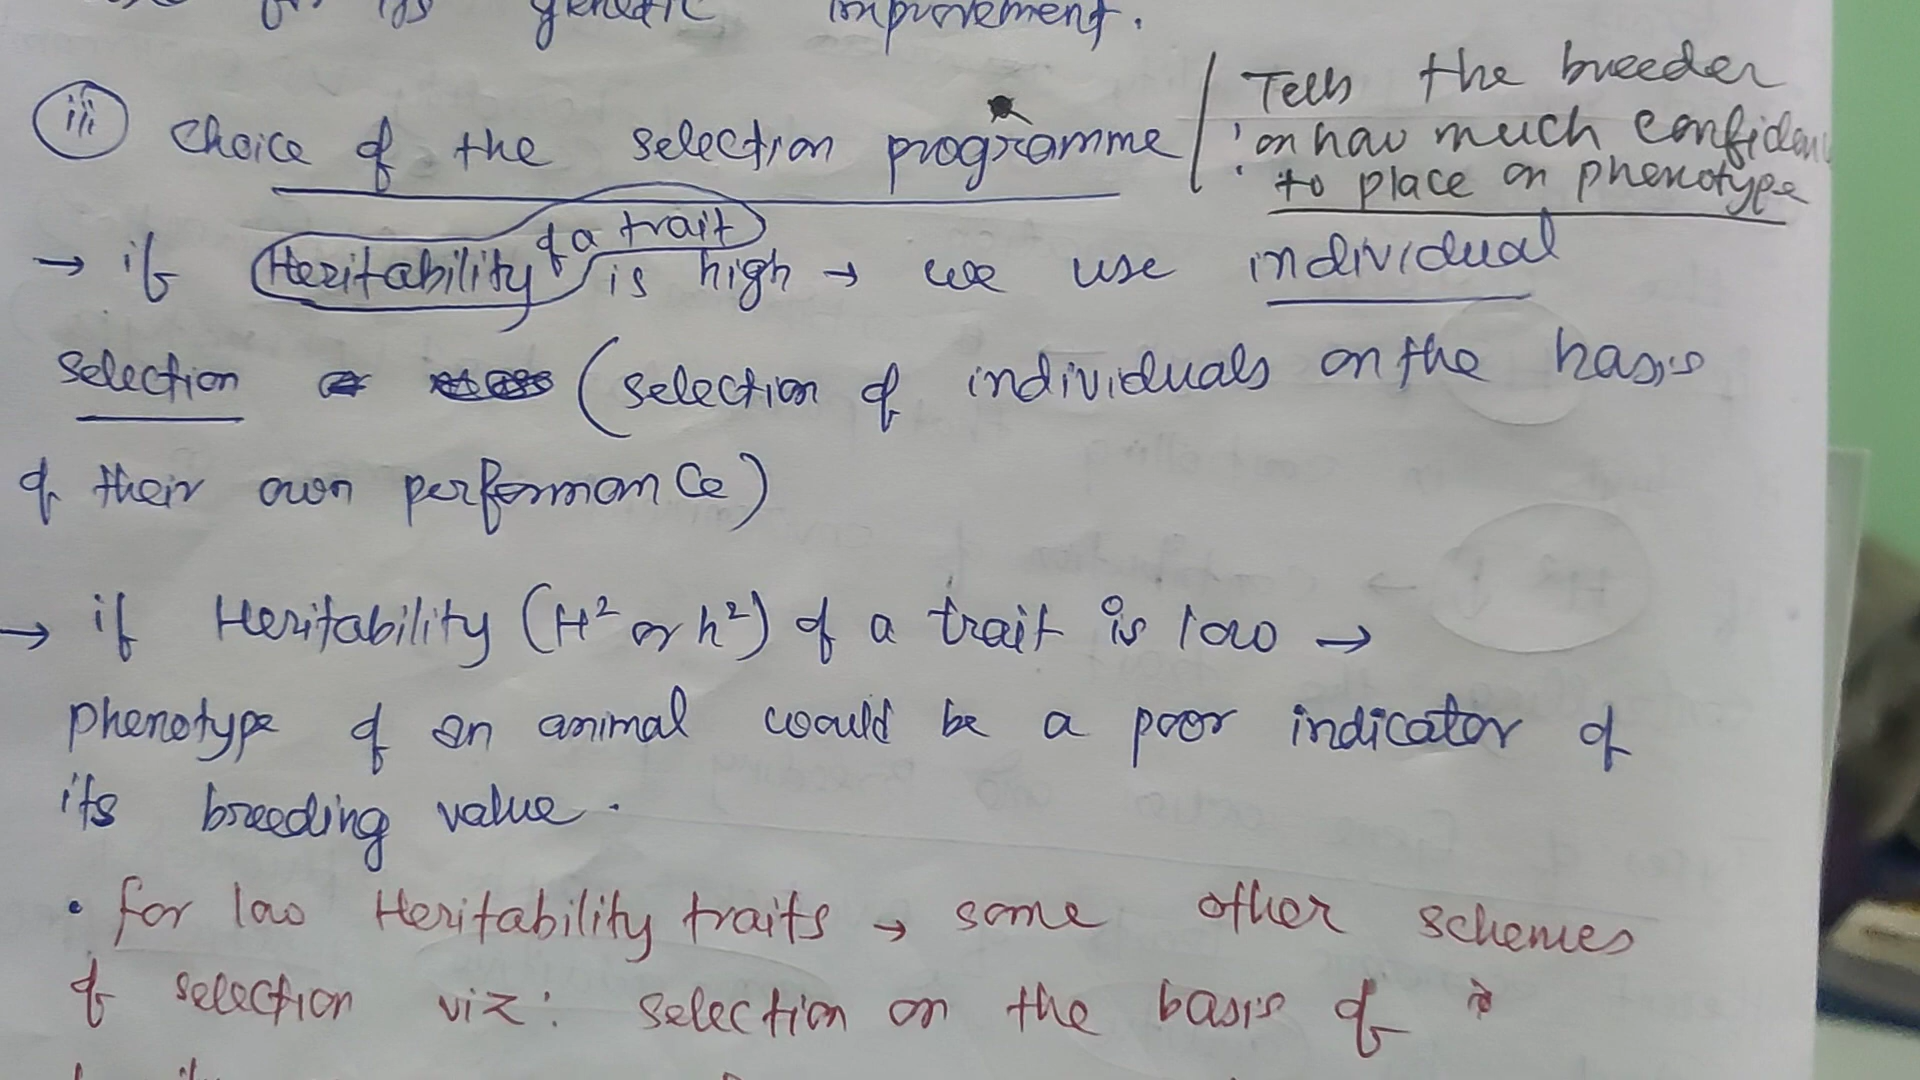 genetic improvement.
iii choice of the selection programme
Tells the breeder
on how much
to place on phenotype
→ if Heritability of a trait is high → we use individual
selection (selection of individuals on the basis
of their own performance)
→ if Heritability (H² or h²) of a trait is low →
phenotype of an animal would be a poor indicator of
its breeding value.
• for low Heritability traits → some other schemes
of selection viz: selection on the basis of